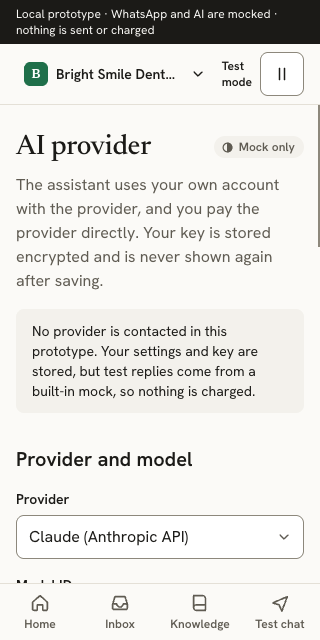 Local prototype · WhatsApp and AI are mocked ·
nothing is sent or charged
B
Bright Smile Dent...
Test
mode
AI provider
Mock only
The assistant uses your own account
with the provider, and you pay the
provider directly. Your key is stored
encrypted and is never shown again
after saving.
No provider is contacted in this
prototype. Your settings and key are
stored, but test replies come from a
built-in mock, so nothing is charged.
Provider and model
Provider
Claude (Anthropic API)
Home
Inbox
Knowledge
Test chat